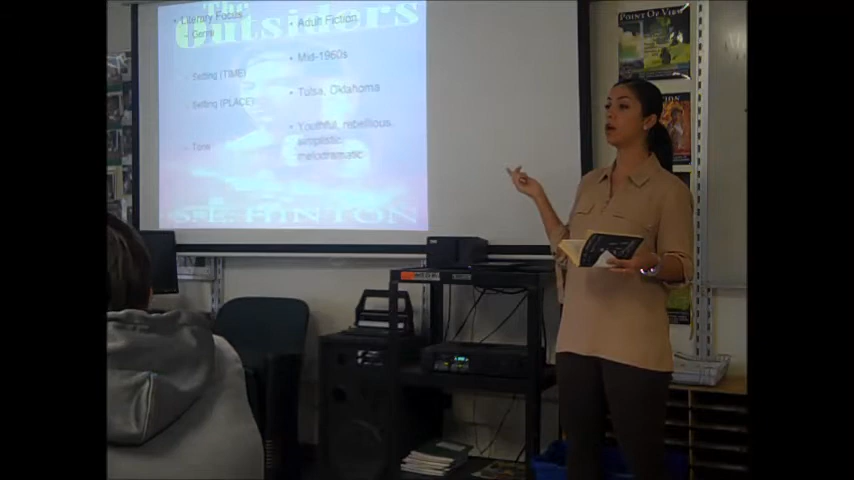 The Outsiders
• Literary Focus
– Genre
• Adult Fiction
• Mid-1960s
– Setting (TIME)
• Tulsa, Oklahoma
– Setting (PLACE)
• Youthful, rebellious,
simplistic,
melodramatic
– Tone
S.E. HINTON
POINT OF VIEW